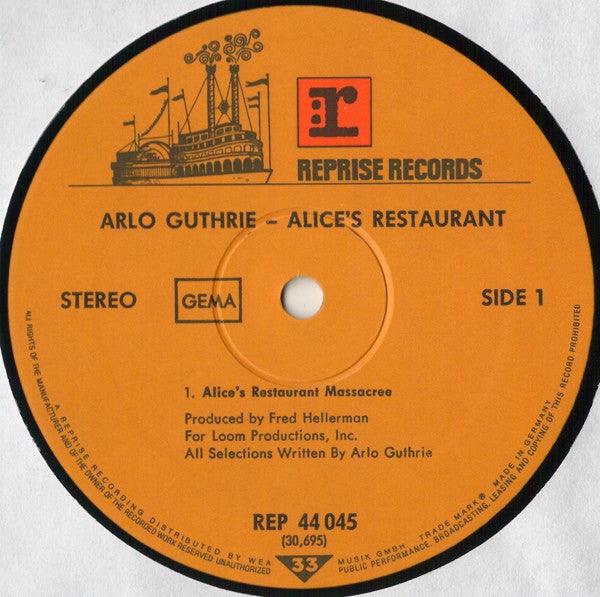 r:
REPRISE RECORDS
ARLO GUTHRIE - ALICE'S RESTAURANT
STEREO
GEMA
SIDE 1
1. Alice's Restaurant Massacree
Produced by Fred Hellerman
For Loom Productions, Inc.
All Selections Written By Arlo Guthrie
REP 44 045
(30,695)
33
ALL RIGHTS OF THE MANUFACTURER AND OF THE OWNER OF THE RECORDED WORK RESERVED UNAUTHORIZED PUBLIC PERFORMANCE, BROADCASTING, LEASING AND COPYING OF THIS RECORD PROHIBITED
A REPRISE RECORDING DISTRIBUTED BY WEA MUSIK GMBH. TRADE MARK® MADE IN GERMANY